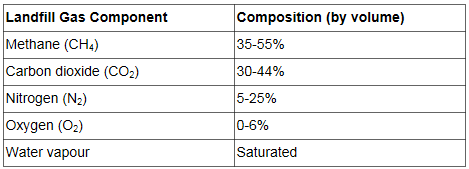 Landfill Gas Component Composition (by volume)
Methane (CH₄) 35-55%
Carbon dioxide (CO₂) 30-44%
Nitrogen (N₂) 5-25%
Oxygen (O₂) 0-6%
Water vapour Saturated